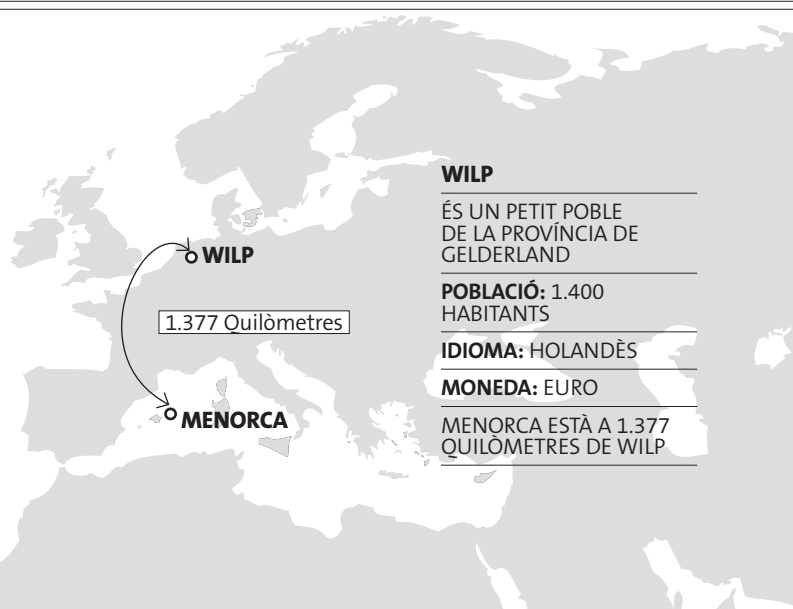 WILP
1.377 Quilòmetres
MENORCA
WILP
ÉS UN PETIT POBLE
DE LA PROVÍNCIA DE
GELDERLAND
POBLACIÓ: 1.400
HABITANTS
IDIOMA: HOLANDÈS
MONEDA: EURO
MENORCA ESTÀ A 1.377
QUILÒMETRES DE WILP